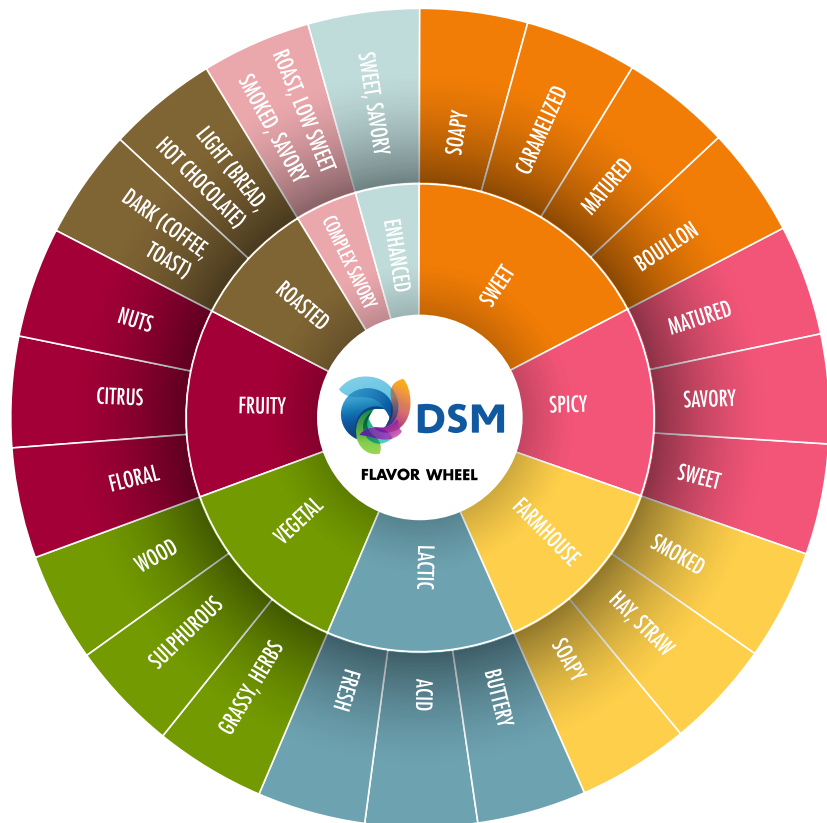 DSM
FLAVOR WHEEL
SWEET
SOAPY
CARAMELIZED
MATURED
BOUILLON
SPICY
MATURED
SAVORY
SWEET
FARMHOUSE
SMOKED
HAY, STRAW
SOAPY
LACTIC
BUTTERY
ACID
FRESH
VEGETAL
GRASSY, HERBS
SULPHUROUS
WOOD
FRUITY
FLORAL
CITRUS
NUTS
ROASTED
DARK (COFFEE,
TOAST)
LIGHT (BREAD,
HOT CHOCOLATE)
COMPLEX SAVORY
ROAST, LOW SWEET
SMOKED, SAVORY
ENHANCED
SWEET, SAVORY